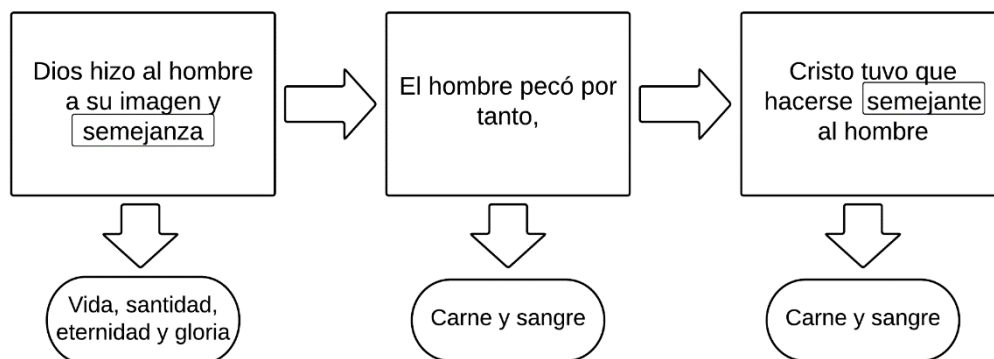 Dios hizo al hombre
a su imagen y
semejanza
El hombre pecó por
tanto,
Cristo tuvo que
hacerse semejante
al hombre
Vida, santidad,
eternidad y gloria
Carne y sangre
Carne y sangre